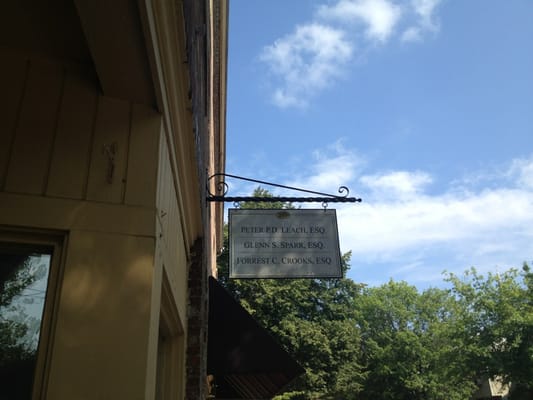 PETER P.D. LEACH, ESQ.
GLENN S. SPARR, ESQ.
FORREST C. CROOKS, ESQ.